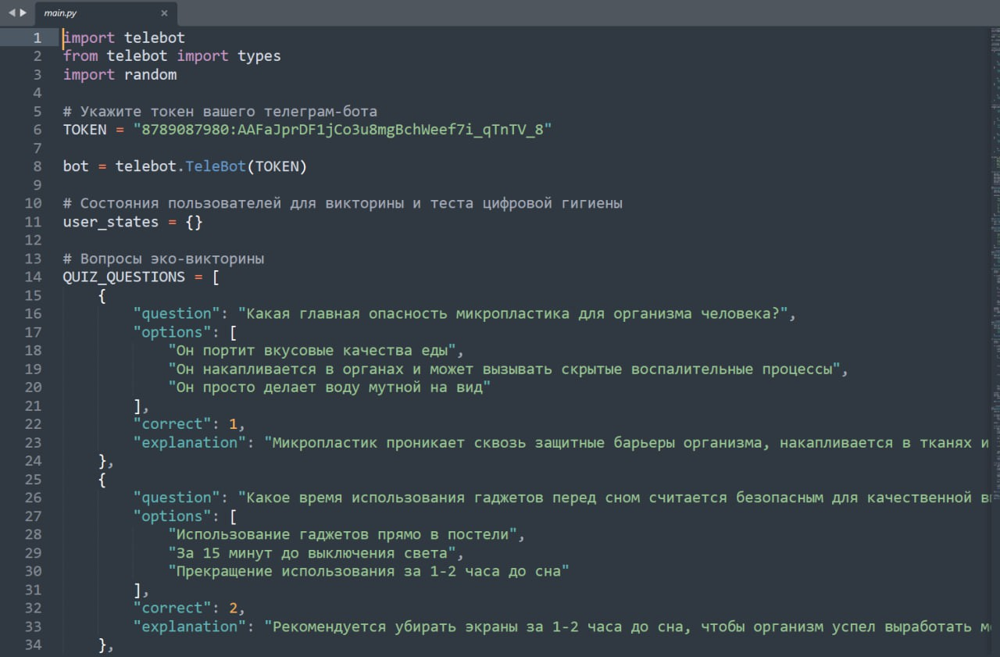 main.py
1 import telebot
2 from telebot import types
3 import random
4
5 # Укажите токен вашего телеграм-бота
6 TOKEN = "8789087980:AAFaJprDF1jCo3u8mgBchWeef7i_qTnTV_8"
7
8 bot = telebot.TeleBot(TOKEN)
9
10 # Состояния пользователей для викторины и теста цифровой гигиены
11 user_states = {}
12
13 # Вопросы эко-викторины
14 QUIZ_QUESTIONS = [
15 {
16 "question": "Какая главная опасность микропластика для организма человека?",
17 "options": [
18 "Он портит вкусовые качества еды",
19 "Он накапливается в органах и может вызывать скрытые воспалительные процессы",
20 "Он просто делает воду мутной на вид"
21 ],
22 "correct": 1,
23 "explanation": "Микропластик проникает сквозь защитные барьеры организма, накапливается в тканях и
24 },
25 {
26 "question": "Какое время использования гаджетов перед сном считается безопасным для качественной
27 "options": [
28 "Использование гаджетов прямо в постели",
29 "За 15 минут до выключения света",
30 "Прекращение использования за 1-2 часа до сна"
31 ],
32 "correct": 2,
33 "explanation": "Рекомендуется убирать экраны за 1-2 часа до сна, чтобы организм успел выработать
34 },